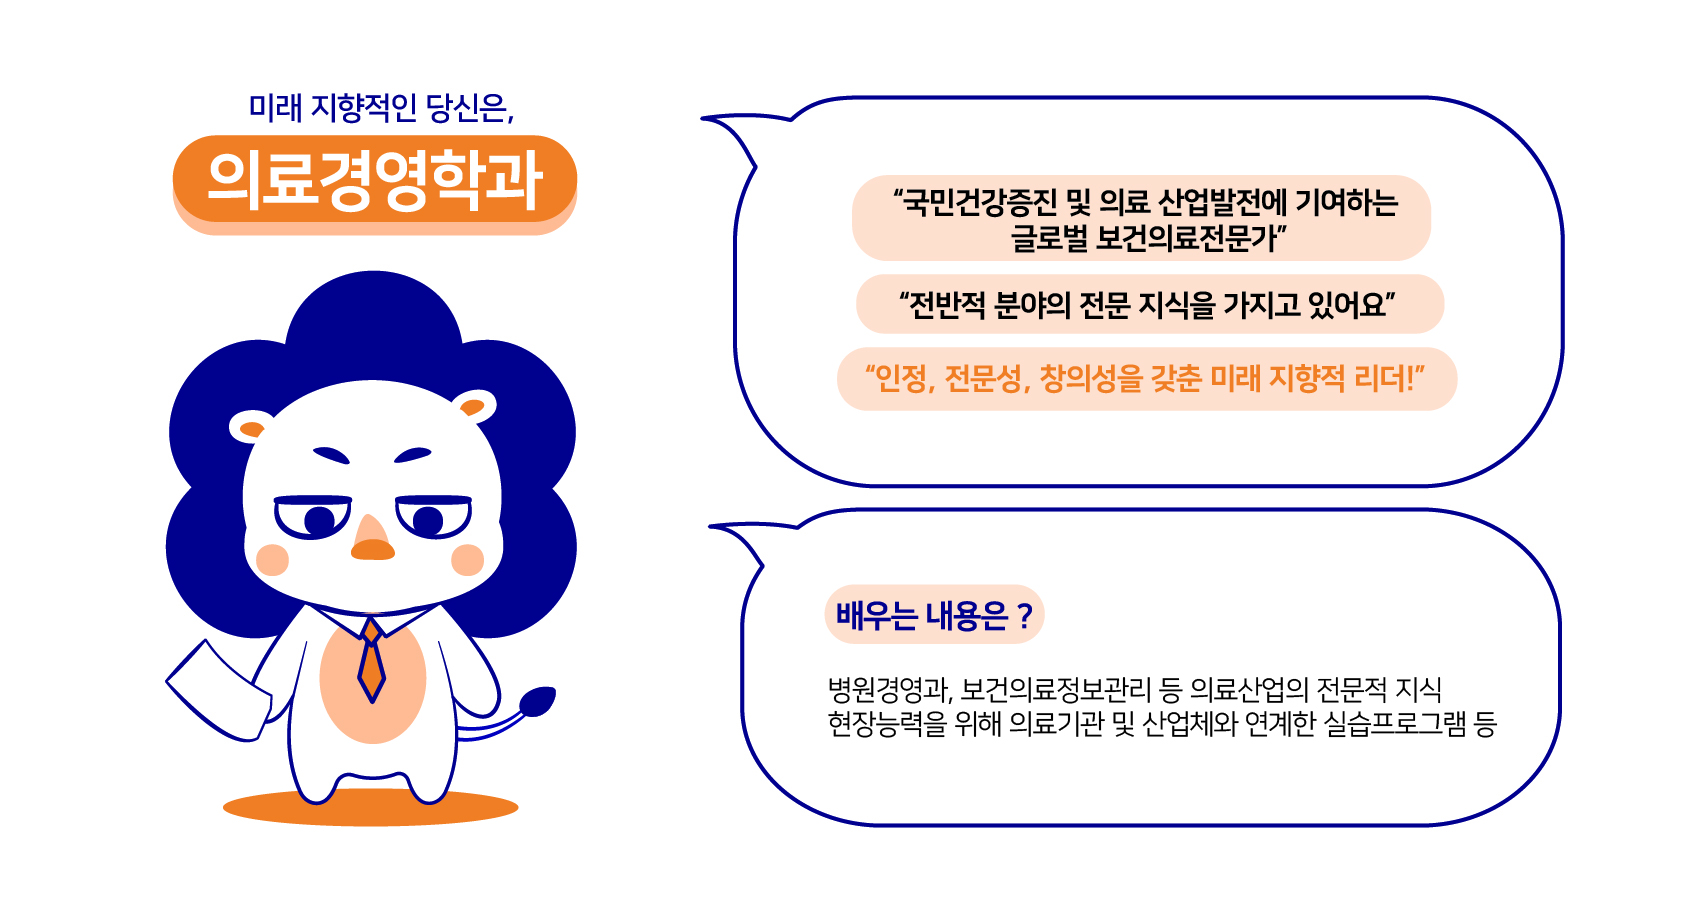 미래 지향적인 당신은,
의료경영학과
“국민건강증진 및 의료 산업발전에 기여하는
글로벌 보건의료전문가”
“전반적 분야의 전문 지식을 가지고 있어요”
“인정, 전문성, 창의성을 갖춘 미래 지향적 리더!”
배우는 내용은 ?
병원경영과, 보건의료정보관리 등 의료산업의 전문적 지식
현장능력을 위해 의료기관 및 산업체와 연계한 실습프로그램 등